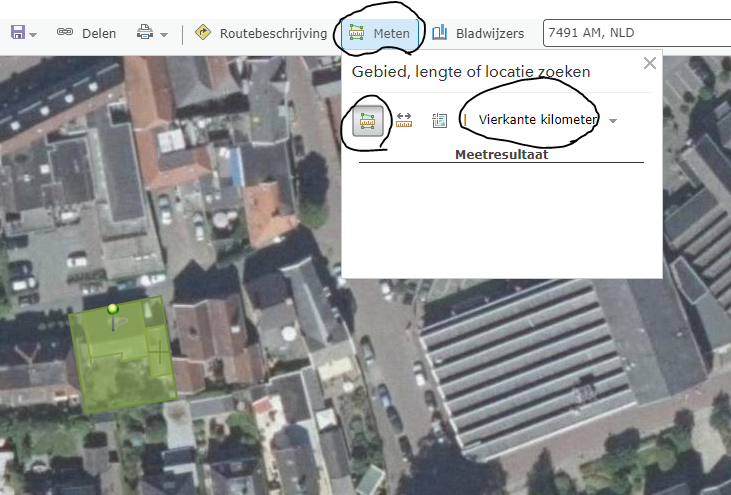 Delen Routebeschrijving Meten Bladwijzers 7491 AM, NLD
Gebied, lengte of locatie zoeken
Vierkante kilometer
Meetresultaat